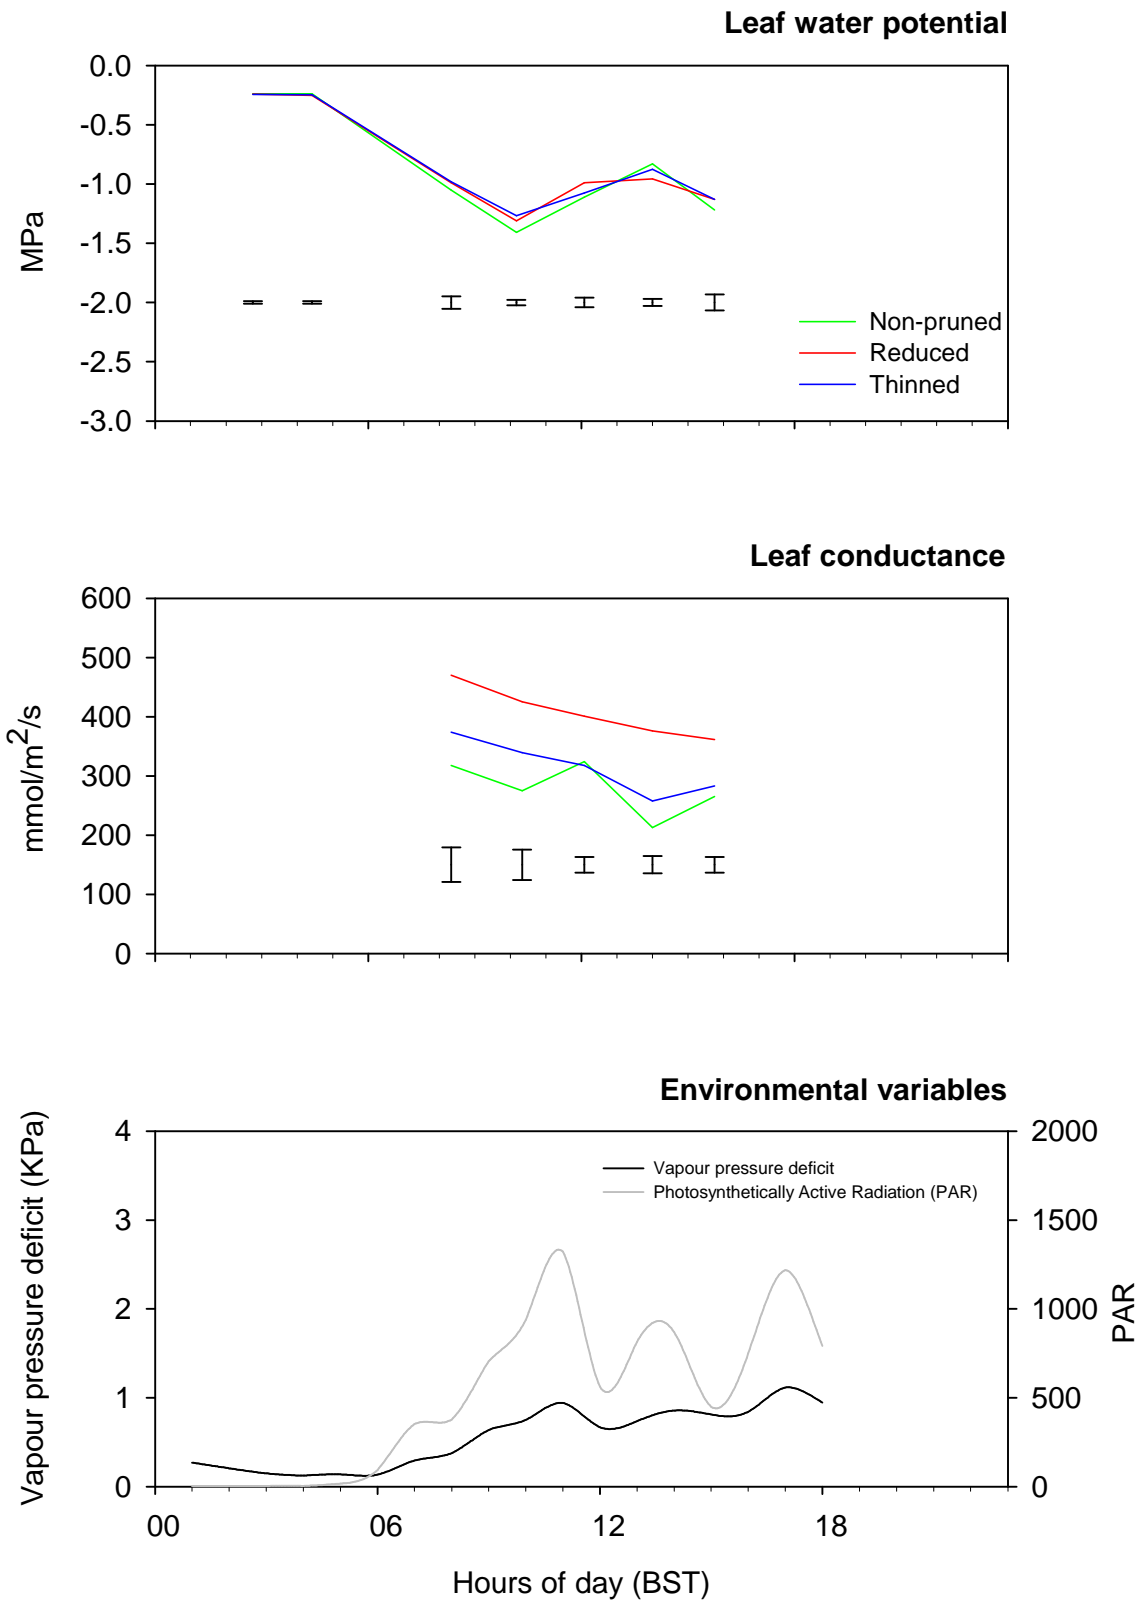 Leaf water potential
0.0
-0.5
-1.0
-1.5
-2.0
-2.5
-3.0
MPa
Non-pruned
Reduced
Thinned
Leaf conductance
600
500
400
300
200
100
0
mmol/m²/s
Environmental variables
4
3
2
1
0
Vapour pressure deficit (KPa)
Vapour pressure deficit
Photosynthetically Active Radiation (PAR)
2000
1500
1000
500
0
PAR
00 06 12 18
Hours of day (BST)